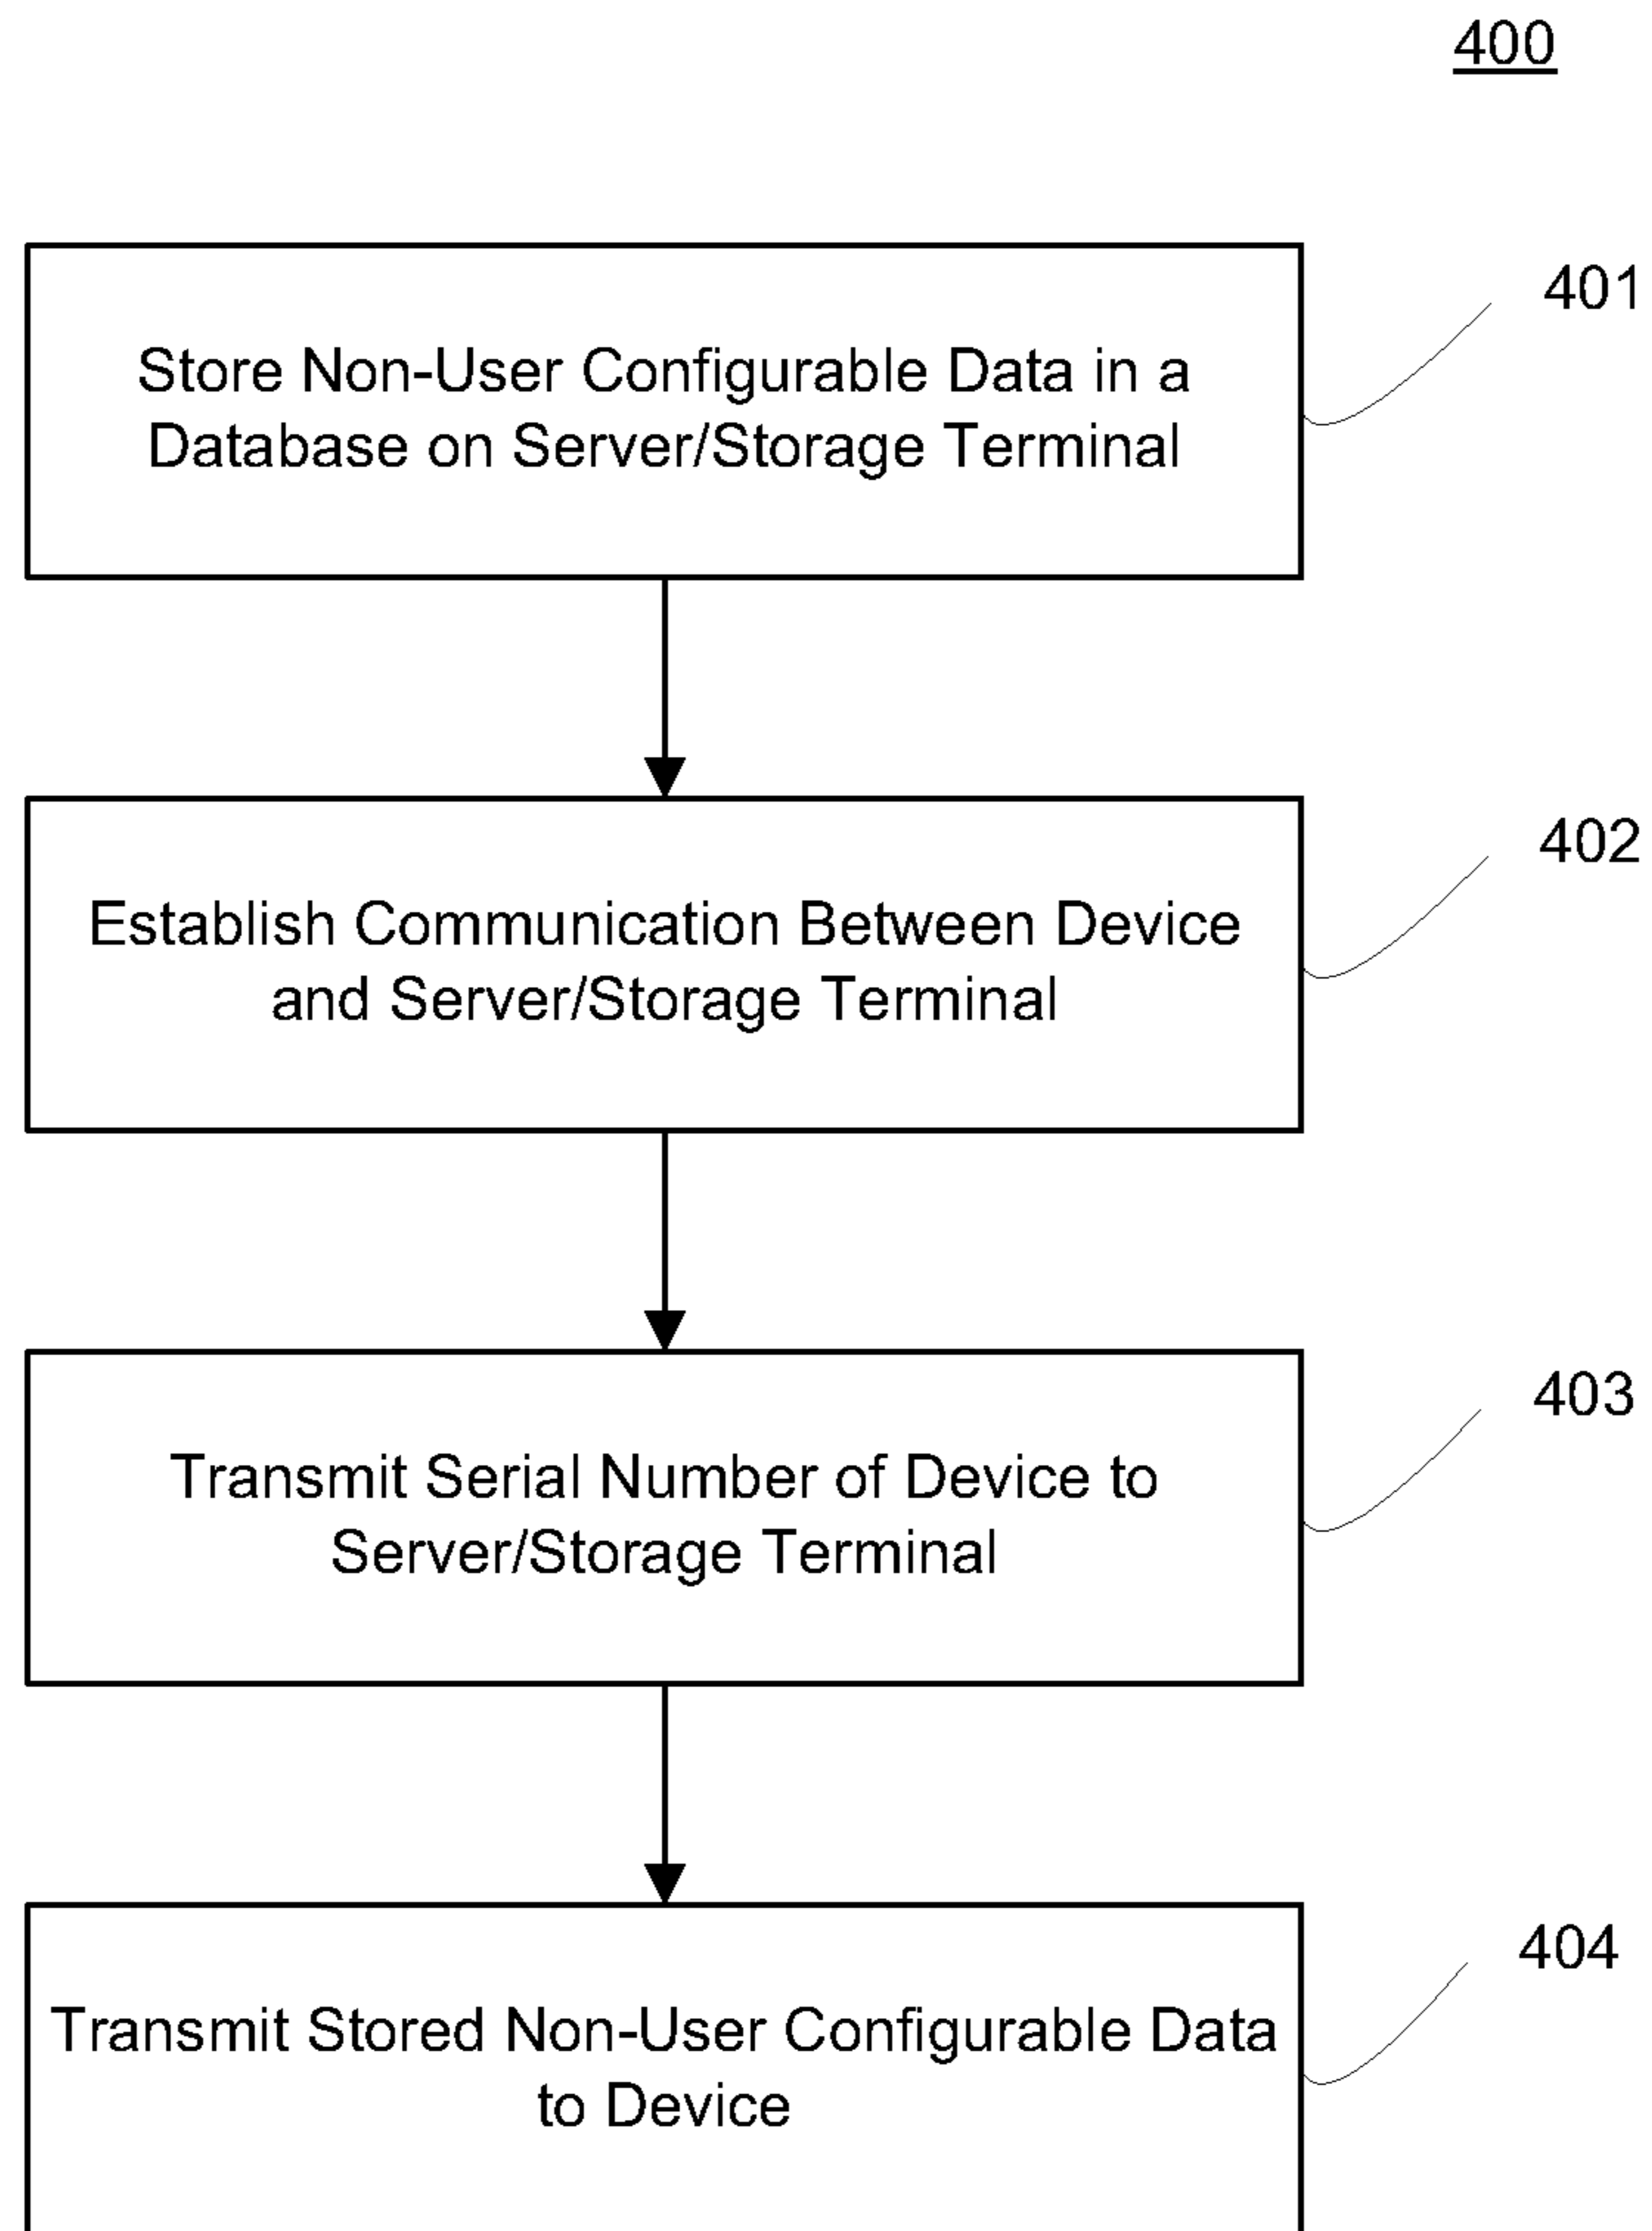 400
401
Store Non-User Configurable Data in a
Database on Server/Storage Terminal
402
Establish Communication Between Device
and Server/Storage Terminal
403
Transmit Serial Number of Device to
Server/Storage Terminal
404
Transmit Stored Non-User Configurable Data
to Device